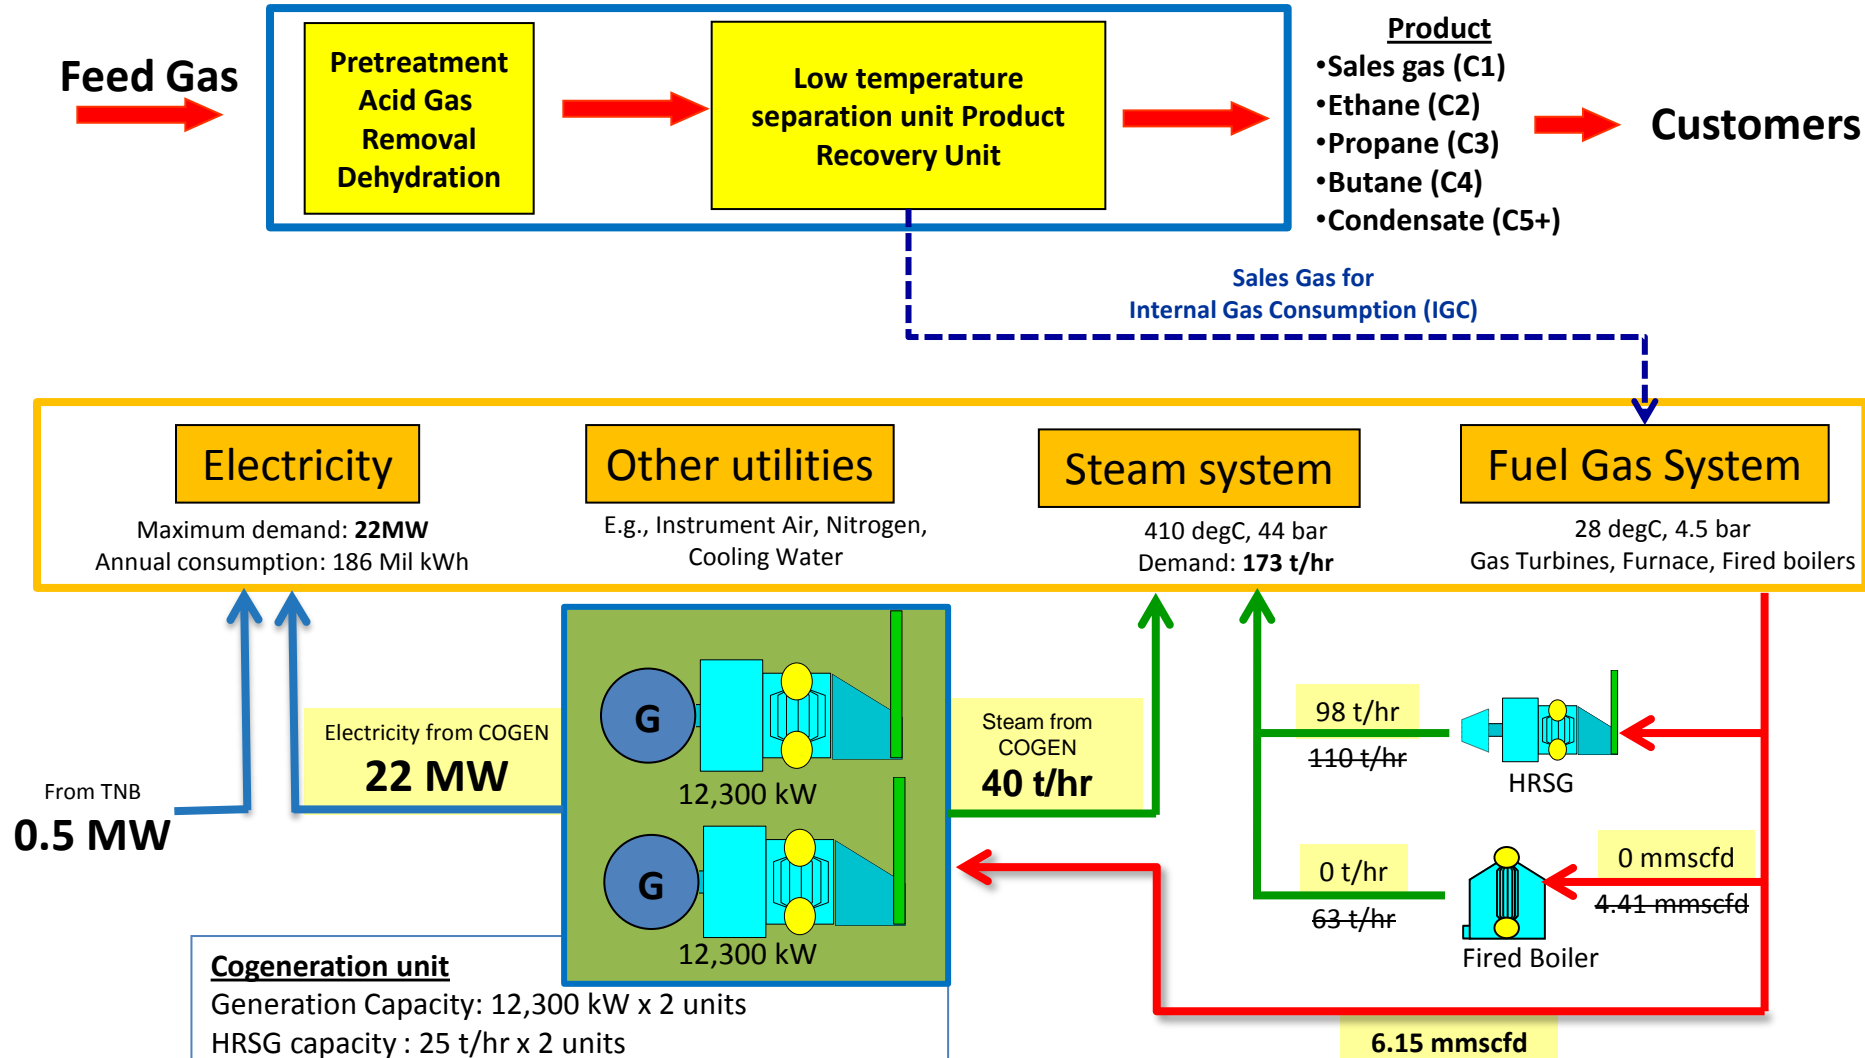 Feed Gas
Pretreatment
Acid Gas
Removal
Dehydration
Low temperature
separation unit Product
Recovery Unit
Product
•Sales gas (C1)
•Ethane (C2)
•Propane (C3)
•Butane (C4)
•Condensate (C5+)
Customers
Sales Gas for
Internal Gas Consumption (IGC)
Electricity
Maximum demand: 22MW
Annual consumption: 186 Mil kWh
Other utilities
E.g., Instrument Air, Nitrogen,
Cooling Water
Steam system
410 degC, 44 bar
Demand: 173 t/hr
Fuel Gas System
28 degC, 4.5 bar
Gas Turbines, Furnace, Fired boilers
From TNB
0.5 MW
Electricity from COGEN
22 MW
G
12,300 kW
G
12,300 kW
Steam from
COGEN
40 t/hr
98 t/hr
110 t/hr
HRSG
0 t/hr
63 t/hr
Fired Boiler
0 mmscfd
4.41 mmscfd
6.15 mmscfd
Cogeneration unit
Generation Capacity: 12,300 kW x 2 units
HRSG capacity : 25 t/hr x 2 units